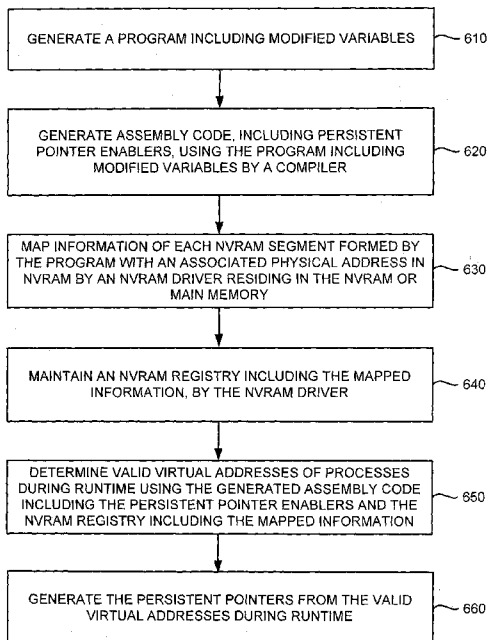 GENERATE A PROGRAM INCLUDING MODIFIED VARIABLES
610
GENERATE ASSEMBLY CODE, INCLUDING PERSISTENT
POINTER ENABLERS, USING THE PROGRAM INCLUDING
MODIFIED VARIABLES BY A COMPILER
620
MAP INFORMATION OF EACH NVRAM SEGMENT FORMED BY
THE PROGRAM WITH AN ASSOCIATED PHYSICAL ADDRESS IN
NVRAM BY AN NVRAM DRIVER RESIDING IN THE NVRAM OR
MAIN MEMORY
630
MAINTAIN AN NVRAM REGISTRY INCLUDING THE MAPPED
INFORMATION, BY THE NVRAM DRIVER
640
DETERMINE VALID VIRTUAL ADDRESSES OF PROCESSES
DURING RUNTIME USING THE GENERATED ASSEMBLY CODE
INCLUDING THE PERSISTENT POINTER ENABLERS AND THE
NVRAM REGISTRY INCLUDING THE MAPPED INFORMATION
650
GENERATE THE PERSISTENT POINTERS FROM THE VALID
VIRTUAL ADDRESSES DURING RUNTIME
660